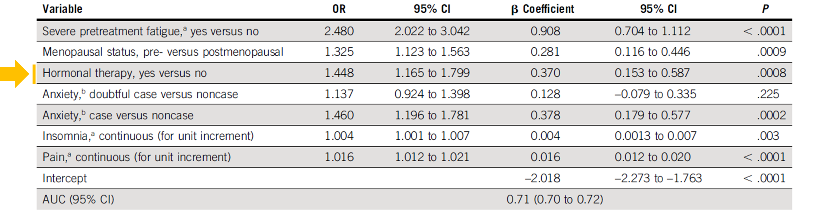 Variable OR 95% CI β Coefficient 95% CI P
Severe pretreatment fatigue,a yes versus no 2.480 2.022 to 3.042 0.908 0.704 to 1.112 < .0001
Menopausal status, pre- versus postmenopausal 1.325 1.123 to 1.563 0.281 0.116 to 0.446 .0009
Hormonal therapy, yes versus no 1.448 1.165 to 1.799 0.370 0.153 to 0.587 .0008
Anxiety,b doubtful case versus noncase 1.137 0.924 to 1.398 0.128 –0.079 to 0.335 .225
Anxiety,b case versus noncase 1.460 1.196 to 1.781 0.378 0.179 to 0.577 .0002
Insomnia,a continuous (for unit increment) 1.004 1.001 to 1.007 0.004 0.0013 to 0.007 .003
Pain,a continuous (for unit increment) 1.016 1.012 to 1.021 0.016 0.012 to 0.020 < .0001
Intercept –2.018 –2.273 to –1.763 < .0001
AUC (95% CI) 0.71 (0.70 to 0.72)